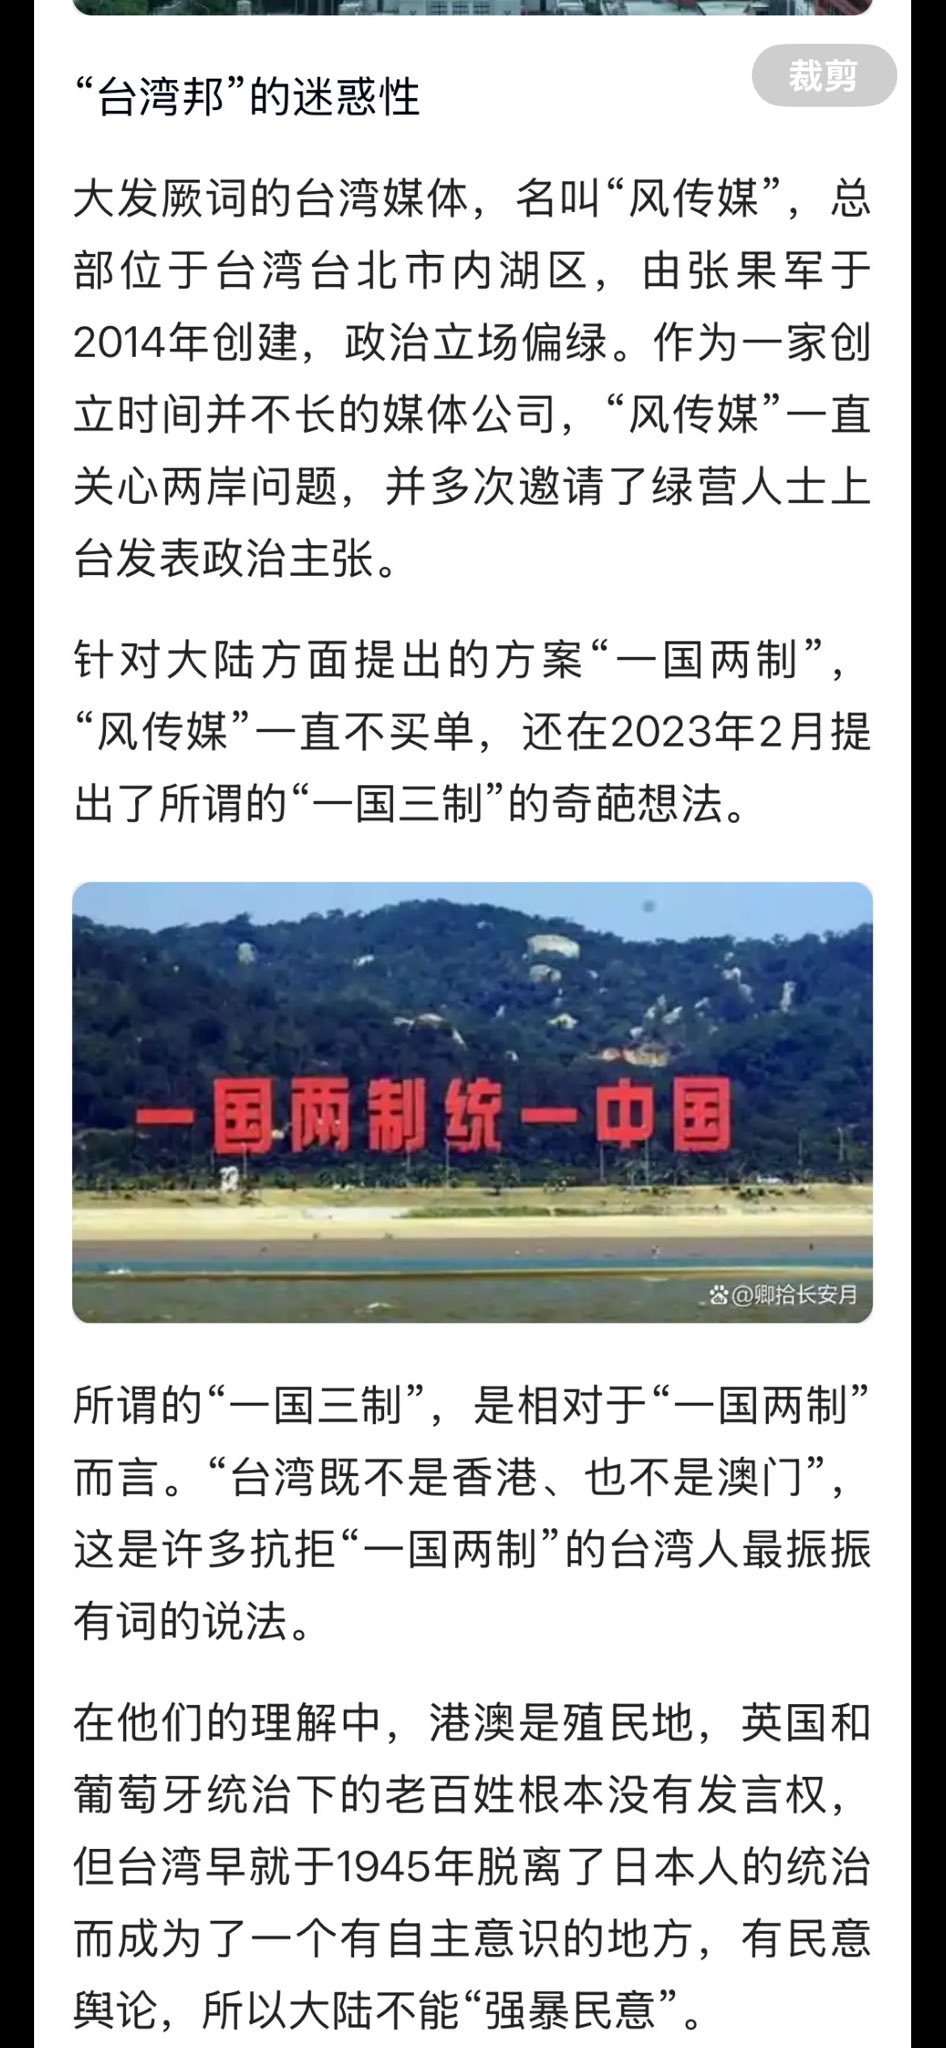 “台湾邦”的迷惑性
裁剪
大发厥词的台湾媒体，名叫“风传媒”，总
部位于台湾台北市内湖区，由张果军于
2014年创建，政治立场偏绿。作为一家创
立时间并不长的媒体公司，“风传媒”一直
关心两岸问题，并多次邀请了绿营人士上
台发表政治主张。
针对大陆方面提出的方案“一国两制”，
“风传媒”一直不买单，还在2023年2月提
出了所谓的“一国三制”的奇葩想法。
一国两制统一中国
@卿拾长安月
所谓的“一国三制”，是相对于“一国两制”
而言。“台湾既不是香港、也不是澳门”，
这是许多抗拒“一国两制”的台湾人最振振
有词的说法。
在他们的理解中，港澳是殖民地，英国和
葡萄牙统治下的老百姓根本没有发言权，
但台湾早就于1945年脱离了日本人的统治
而成为了一个有自主意识的地方，有民意
舆论，所以大陆不能“强暴民意”。